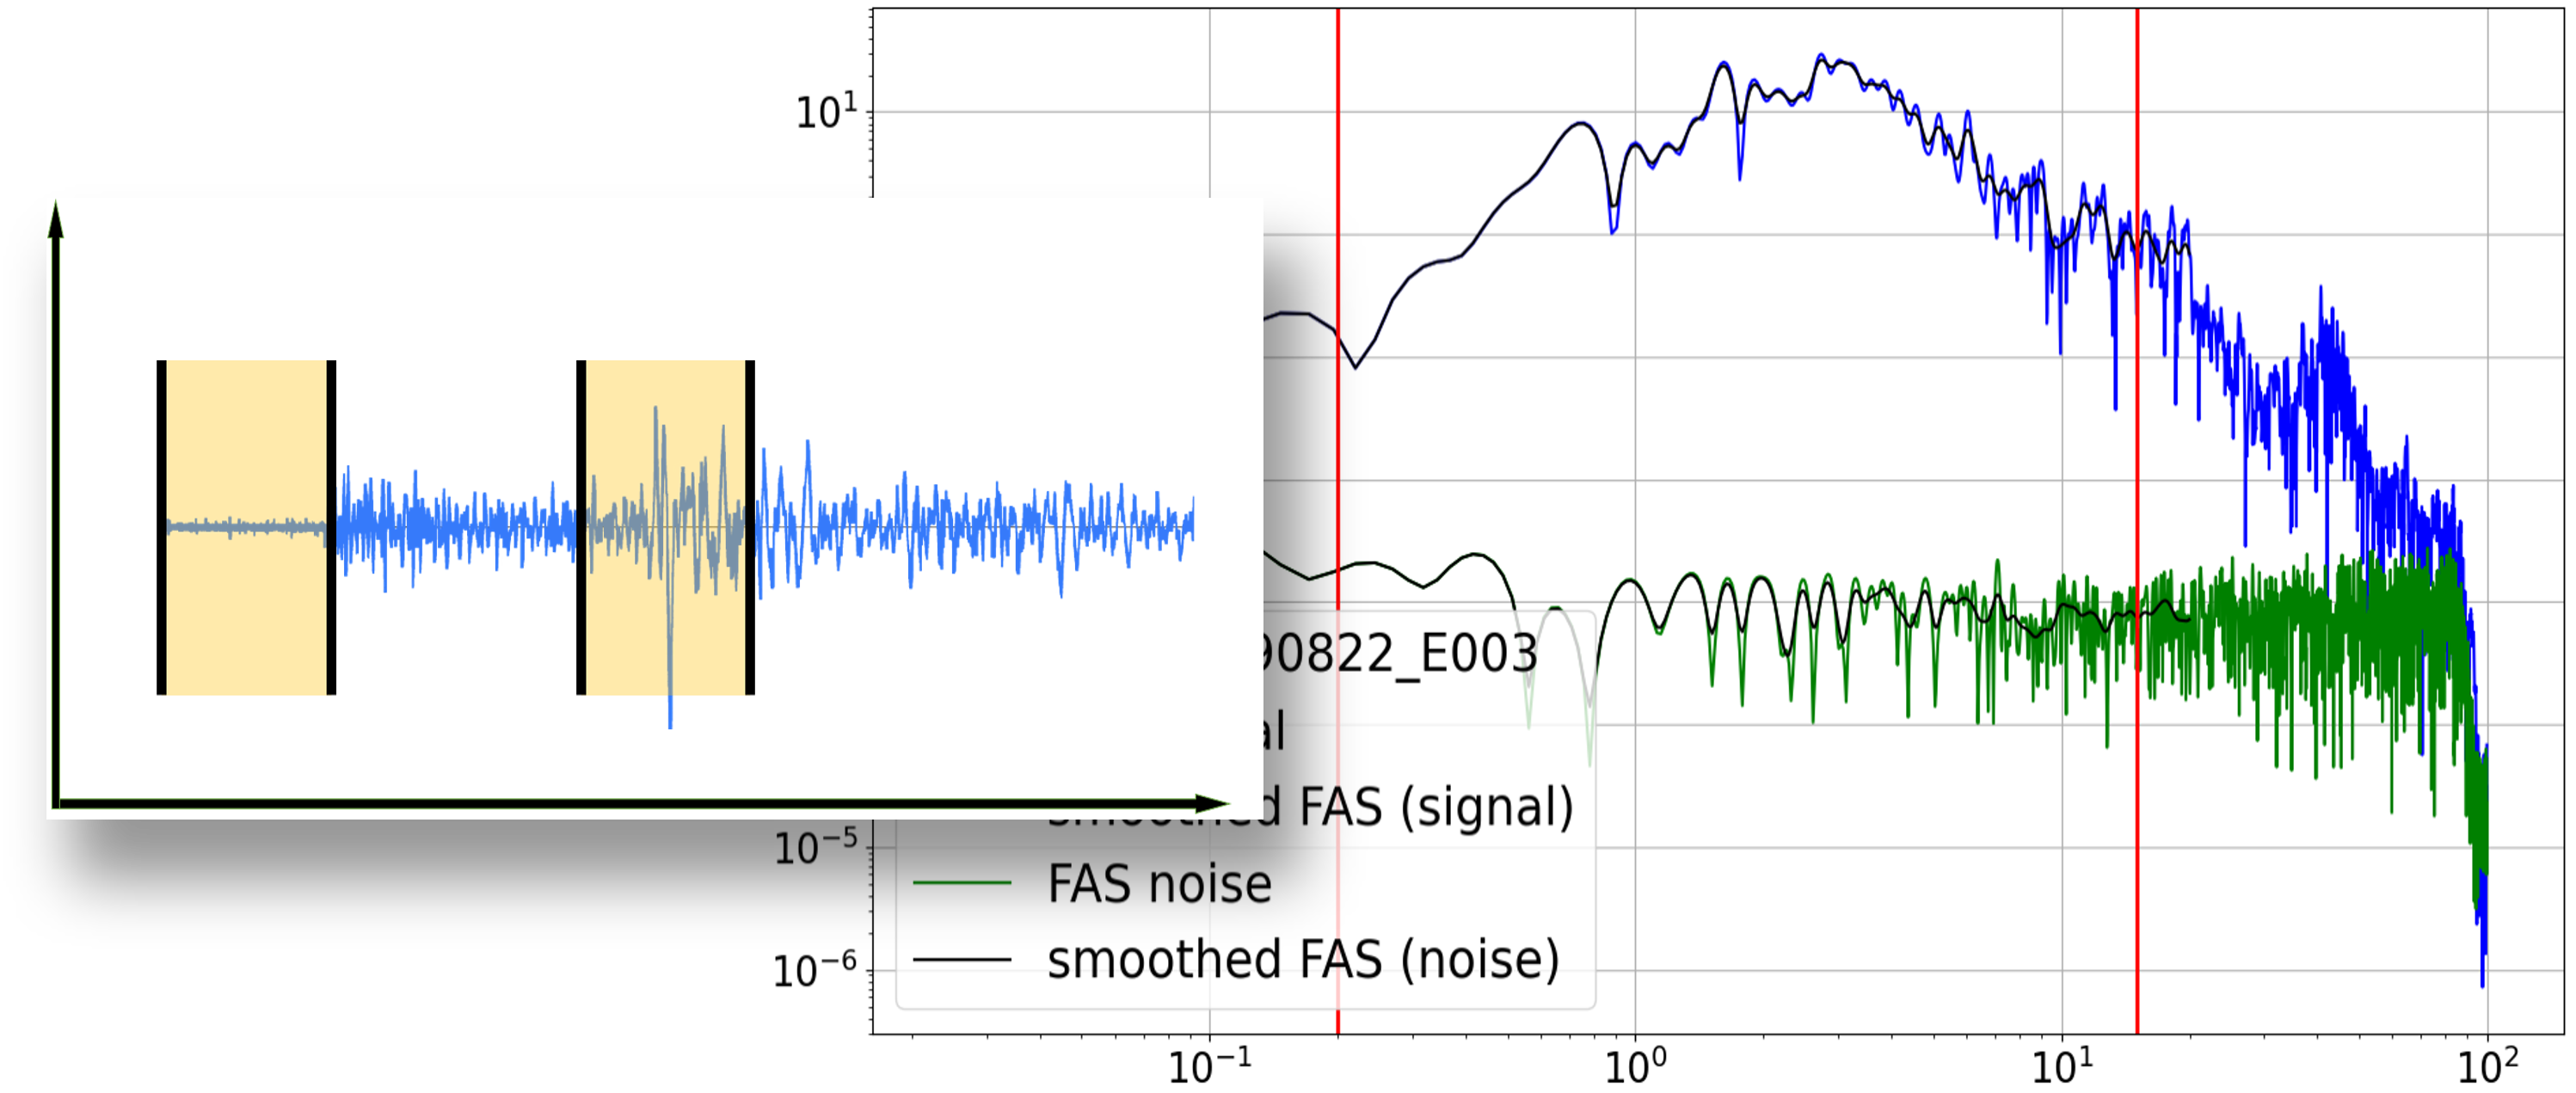 10¹
90822_E003
al
smoothed FAS (signal)
10⁻⁵
FAS noise
10⁻⁶
smoothed FAS (noise)
10⁻¹ 10⁰ 10¹ 10²